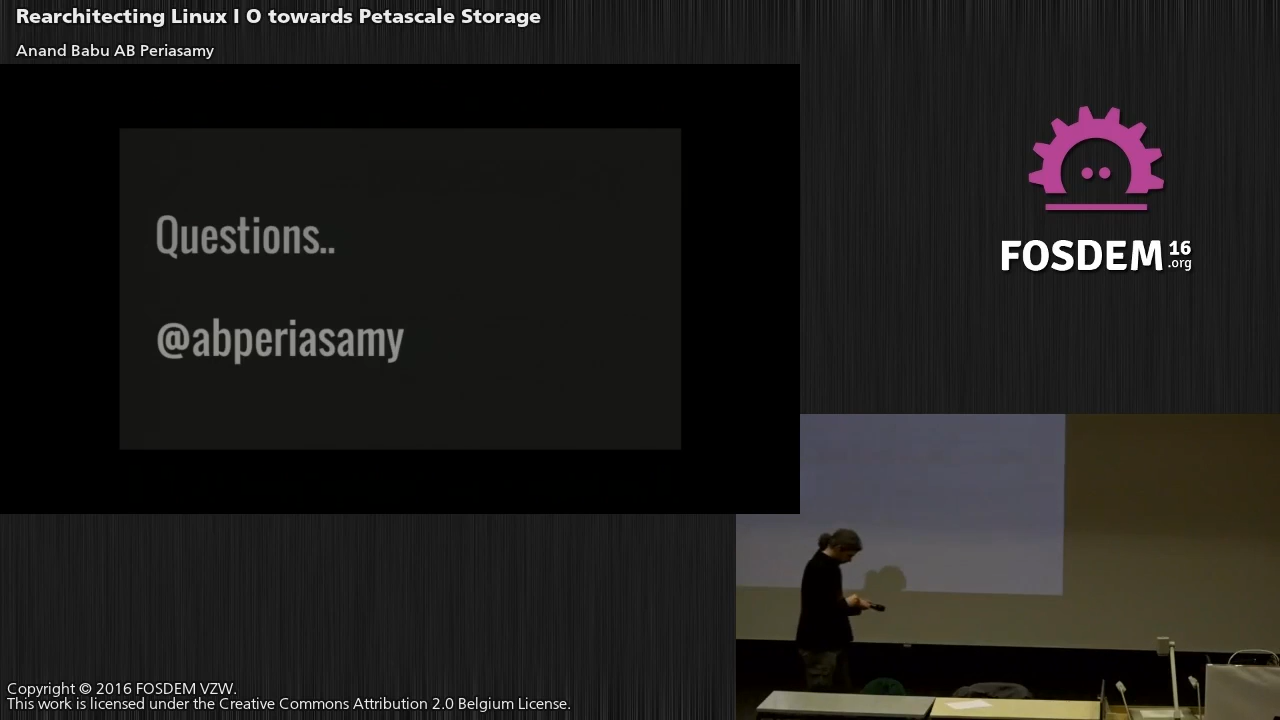 Rearchitecting Linux I O towards Petascale Storage
Anand Babu AB Periasamy
Questions..
@abperiasamy
FOSDEM 16
.org
Copyright © 2016 FOSDEM VZW.
This work is licensed under the Creative Commons Attribution 2.0 Belgium License.